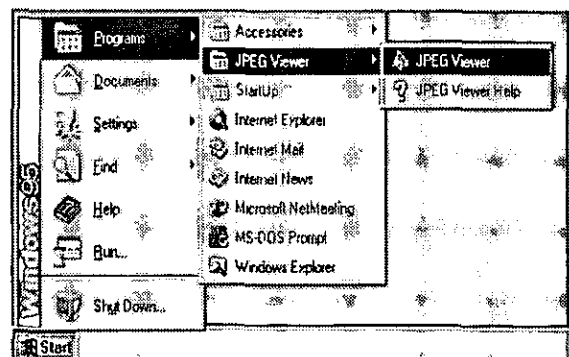 Programs
Documents
Settings
Find
Help
Run...
Shut Down...
Windows95
Start
Accessories
JPEG Viewer
StartUp
Internet Explorer
Internet Mail
Internet News
Microsoft NetMeeting
MS-DOS Prompt
Windows Explorer
JPEG Viewer
JPEG Viewer Help